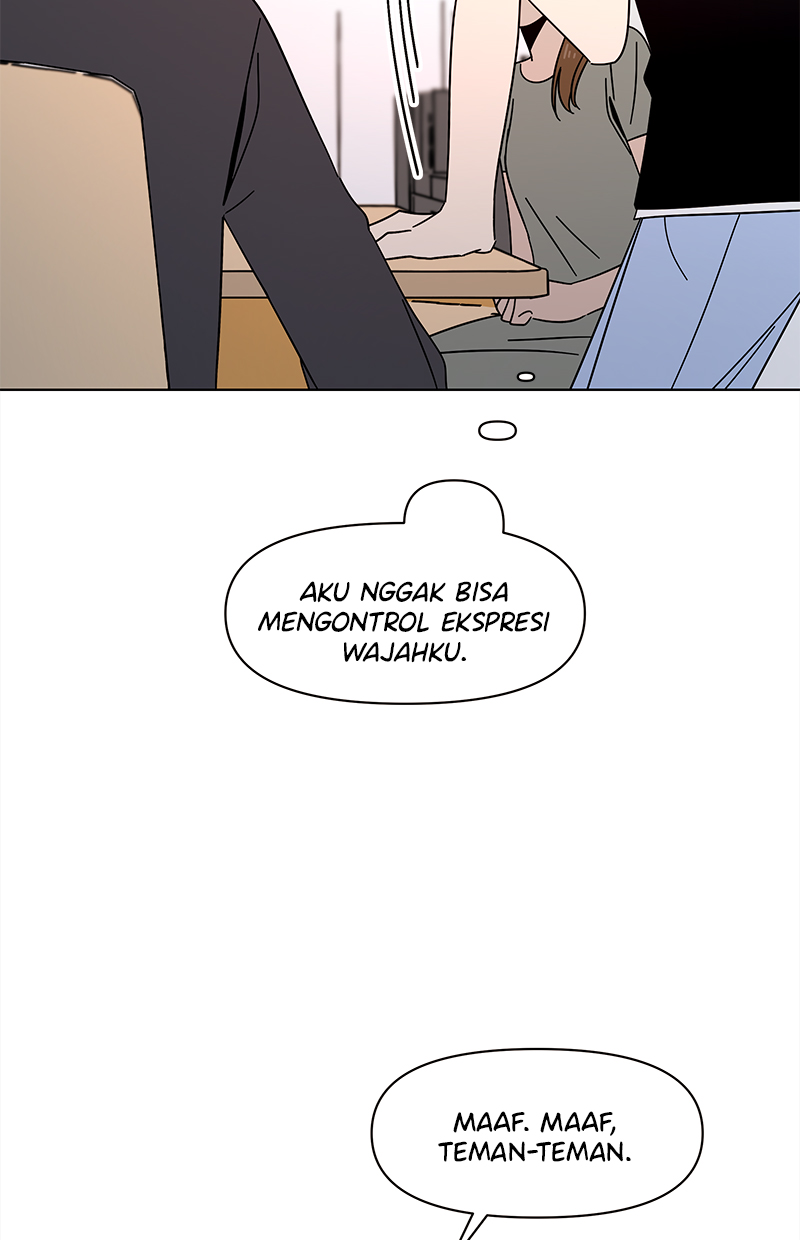 AKU NGGAK BISA
MENGONTROL EKSPRESI
WAJAHKU.
MAAF. MAAF,
TEMAN-TEMAN.